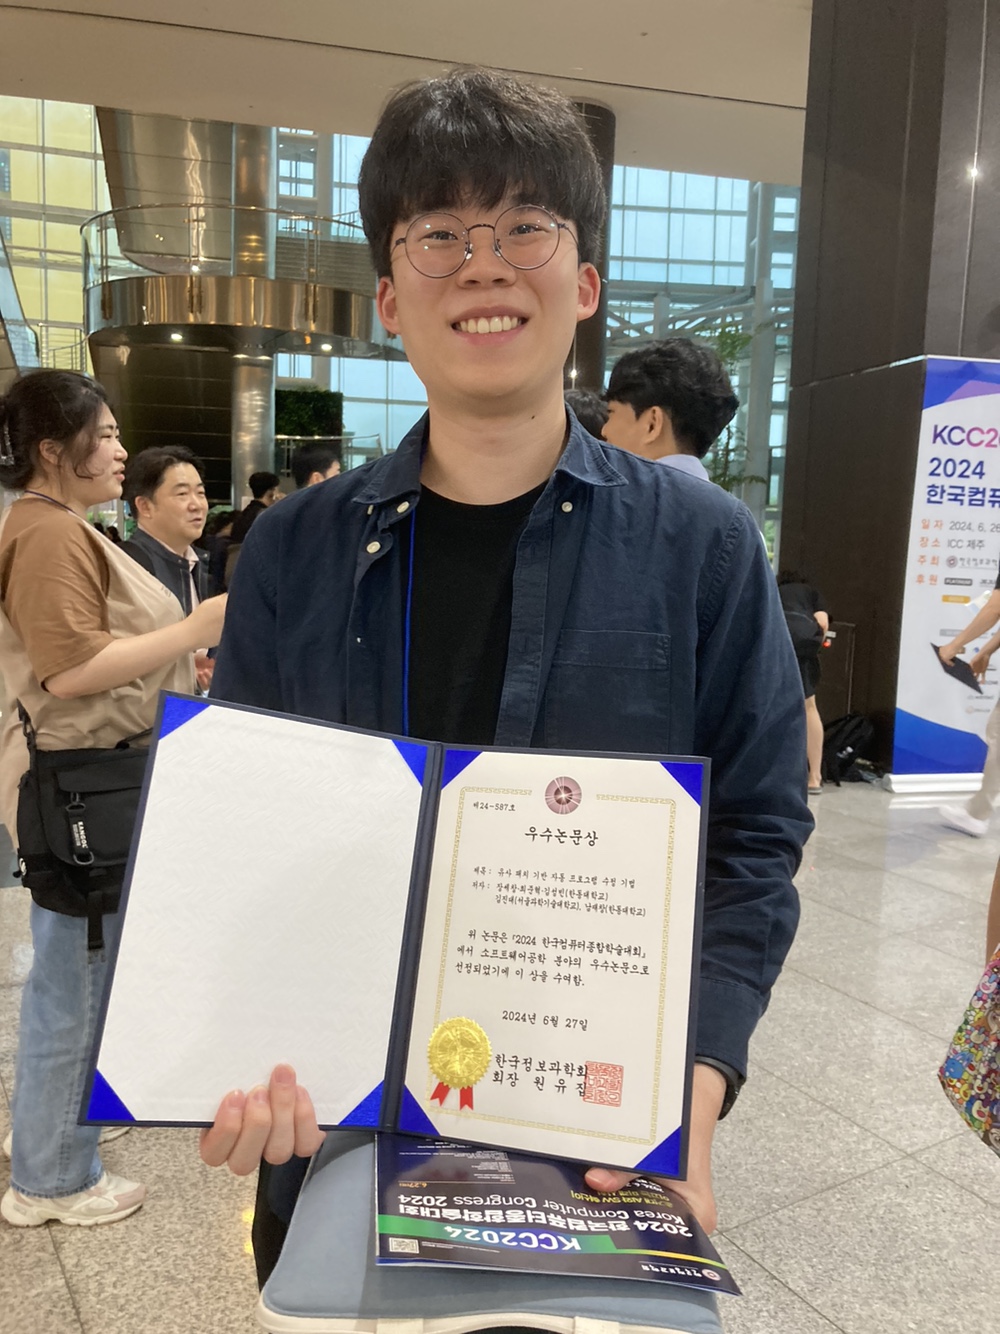 제24-587호
우수논문상
제목 : 유사 패치 기반 자동 프로그램 수정 기법
저자 : 장세창·최준혁·김성빈(한동대학교)
김진대(서울과학기술대학교), 남재창(한동대학교)
위 논문은 「2024 한국컴퓨터종합학술대회」
에서 소프트웨어공학 분야의 우수논문으로
선정되었기에 이 상을 수여함.
2024년 6월 27일
한국정보과학회
회장 원 유 집
KCC2024
2024 한국컴퓨터종합학술대회
Korea Computer Congress 2024
KCC2
2024
한국컴퓨
일 자 2024. 6. 26
장 소 ICC 제주
주 최
후 원
PLATINUM
KANGOL